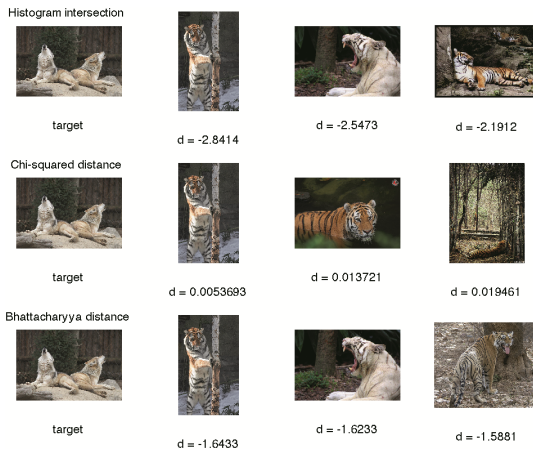 Histogram intersection
target
d = -2.8414
d = -2.5473
d = -2.1912
Chi-squared distance
target
d = 0.0053693
d = 0.013721
d = 0.019461
Bhattacharyya distance
target
d = -1.6433
d = -1.6233
d = -1.5881